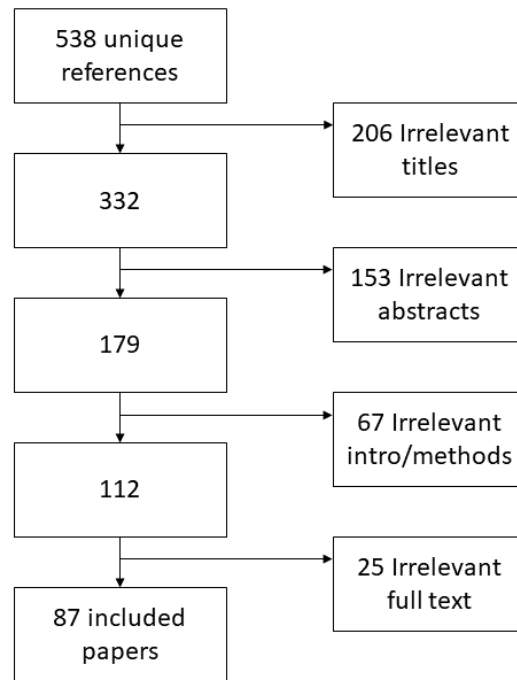 538 unique
references
206 Irrelevant
titles
332
153 Irrelevant
abstracts
179
67 Irrelevant
intro/methods
112
25 Irrelevant
full text
87 included
papers